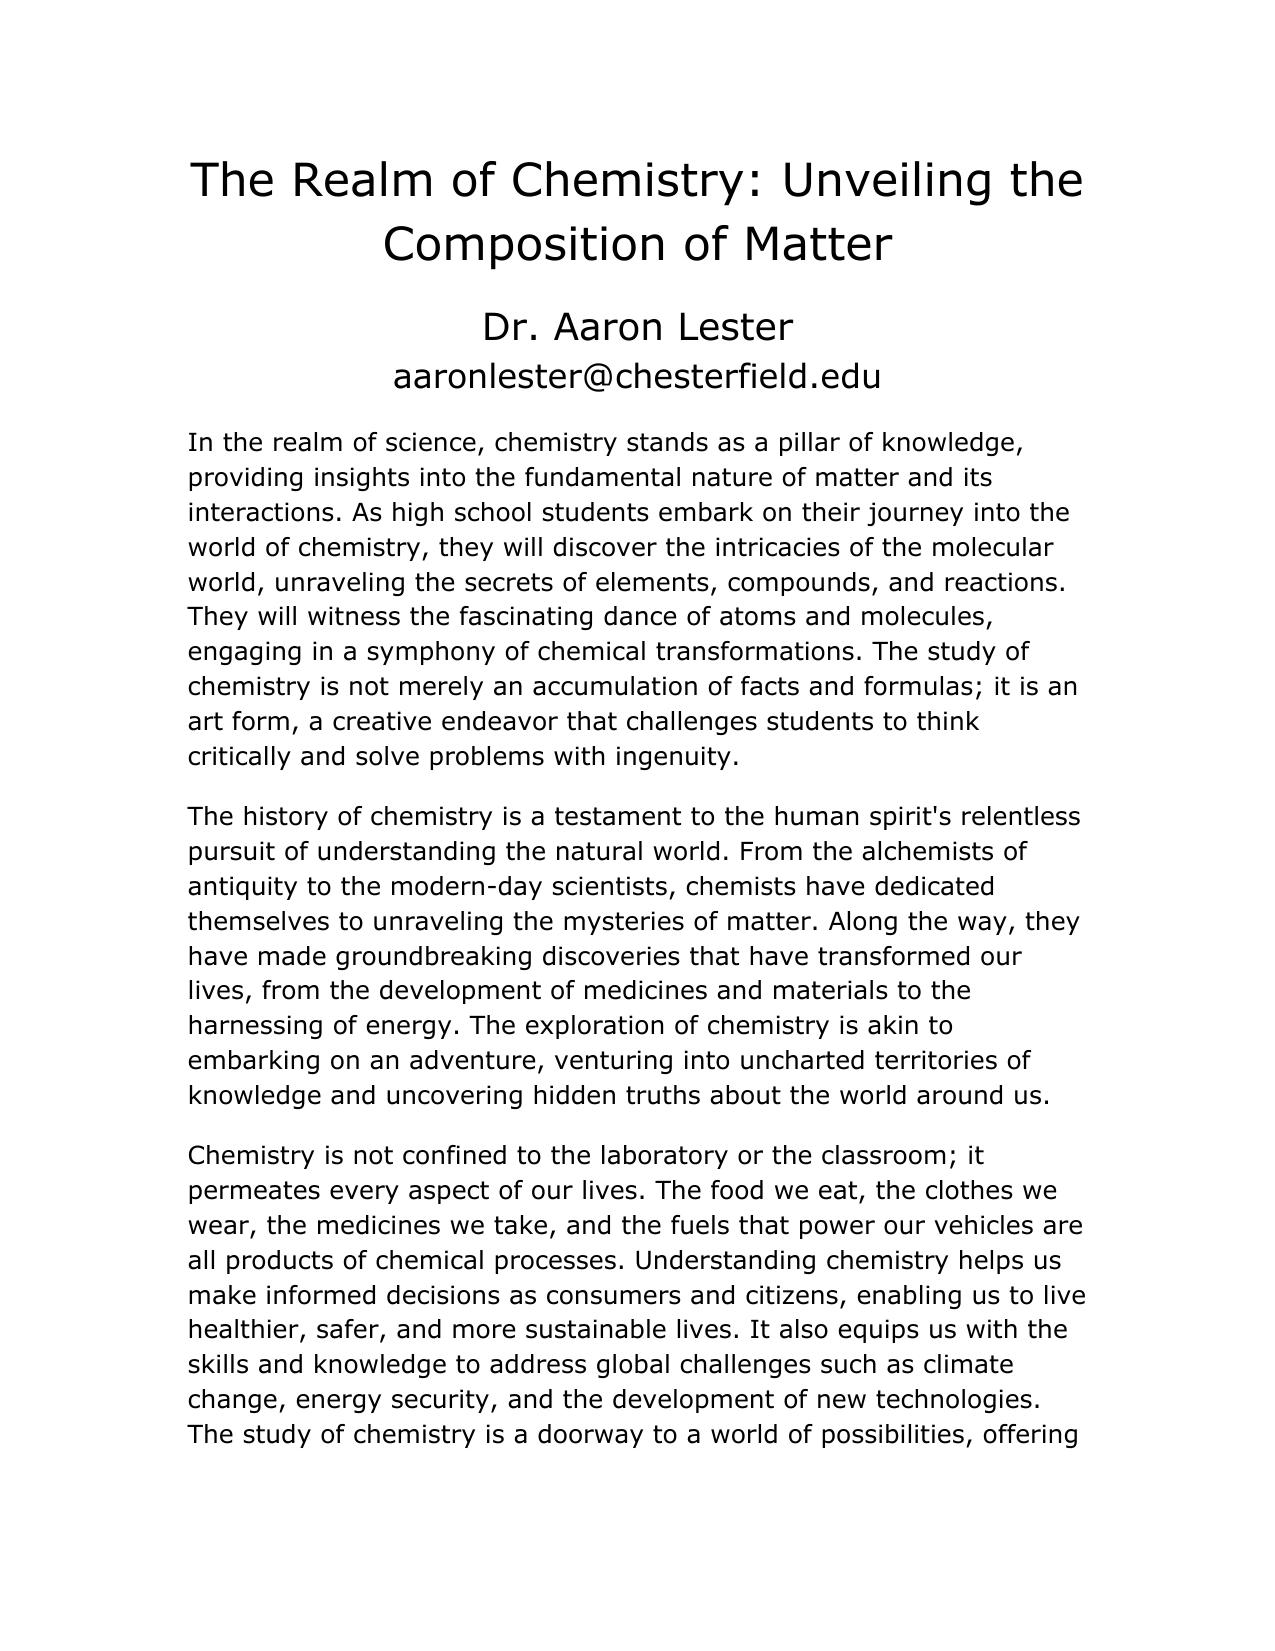 The Realm of Chemistry: Unveiling the
Composition of Matter
Dr. Aaron Lester
aaronlester@chesterfield.edu
In the realm of science, chemistry stands as a pillar of knowledge,
providing insights into the fundamental nature of matter and its
interactions. As high school students embark on their journey into the
world of chemistry, they will discover the intricacies of the molecular
world, unraveling the secrets of elements, compounds, and reactions.
They will witness the fascinating dance of atoms and molecules,
engaging in a symphony of chemical transformations. The study of
chemistry is not merely an accumulation of facts and formulas; it is an
art form, a creative endeavor that challenges students to think
critically and solve problems with ingenuity.
The history of chemistry is a testament to the human spirit's relentless
pursuit of understanding the natural world. From the alchemists of
antiquity to the modern-day scientists, chemists have dedicated
themselves to unraveling the mysteries of matter. Along the way, they
have made groundbreaking discoveries that have transformed our
lives, from the development of medicines and materials to the
harnessing of energy. The exploration of chemistry is akin to
embarking on an adventure, venturing into uncharted territories of
knowledge and uncovering hidden truths about the world around us.
Chemistry is not confined to the laboratory or the classroom; it
permeates every aspect of our lives. The food we eat, the clothes we
wear, the medicines we take, and the fuels that power our vehicles are
all products of chemical processes. Understanding chemistry helps us
make informed decisions as consumers and citizens, enabling us to live
healthier, safer, and more sustainable lives. It also equips us with the
skills and knowledge to address global challenges such as climate
change, energy security, and the development of new technologies.
The study of chemistry is a doorway to a world of possibilities, offering